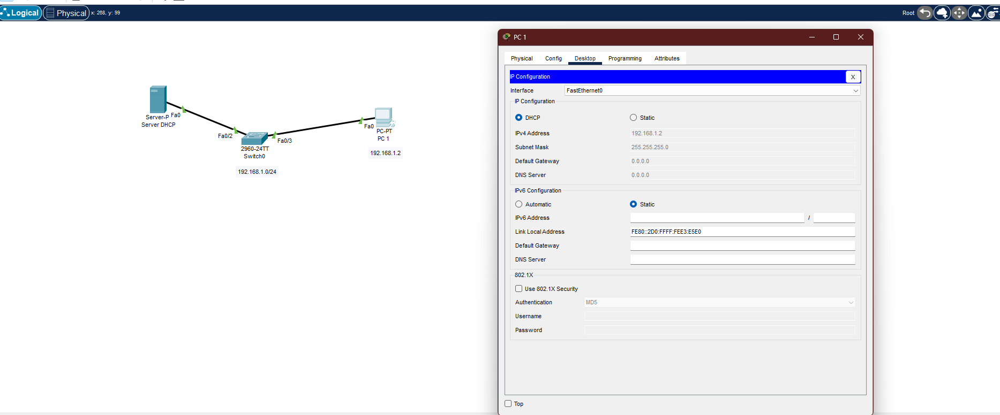 Logical Physical x: 268, y: 99 Root
Server-P Fa0
Server DHCP
Fa0/2
2960-24TT
Switch0
Fa0/3
192.168.1.0/24
Fa0
PC-PT
PC 1
192.168.1.2
PC 1
Physical Config Desktop Programming Attributes
IP Configuration X
Interface FastEthernet0
IP Configuration
DHCP Static
IPv4 Address 192.168.1.2
Subnet Mask 255.255.255.0
Default Gateway 0.0.0.0
DNS Server 0.0.0.0
IPv6 Configuration
Automatic Static
IPv6 Address /
Link Local Address FE80::2D0:FFFF:FEE3:E5E0
Default Gateway
DNS Server
802.1X
Use 802.1X Security
Authentication MD5
Username
Password
Top